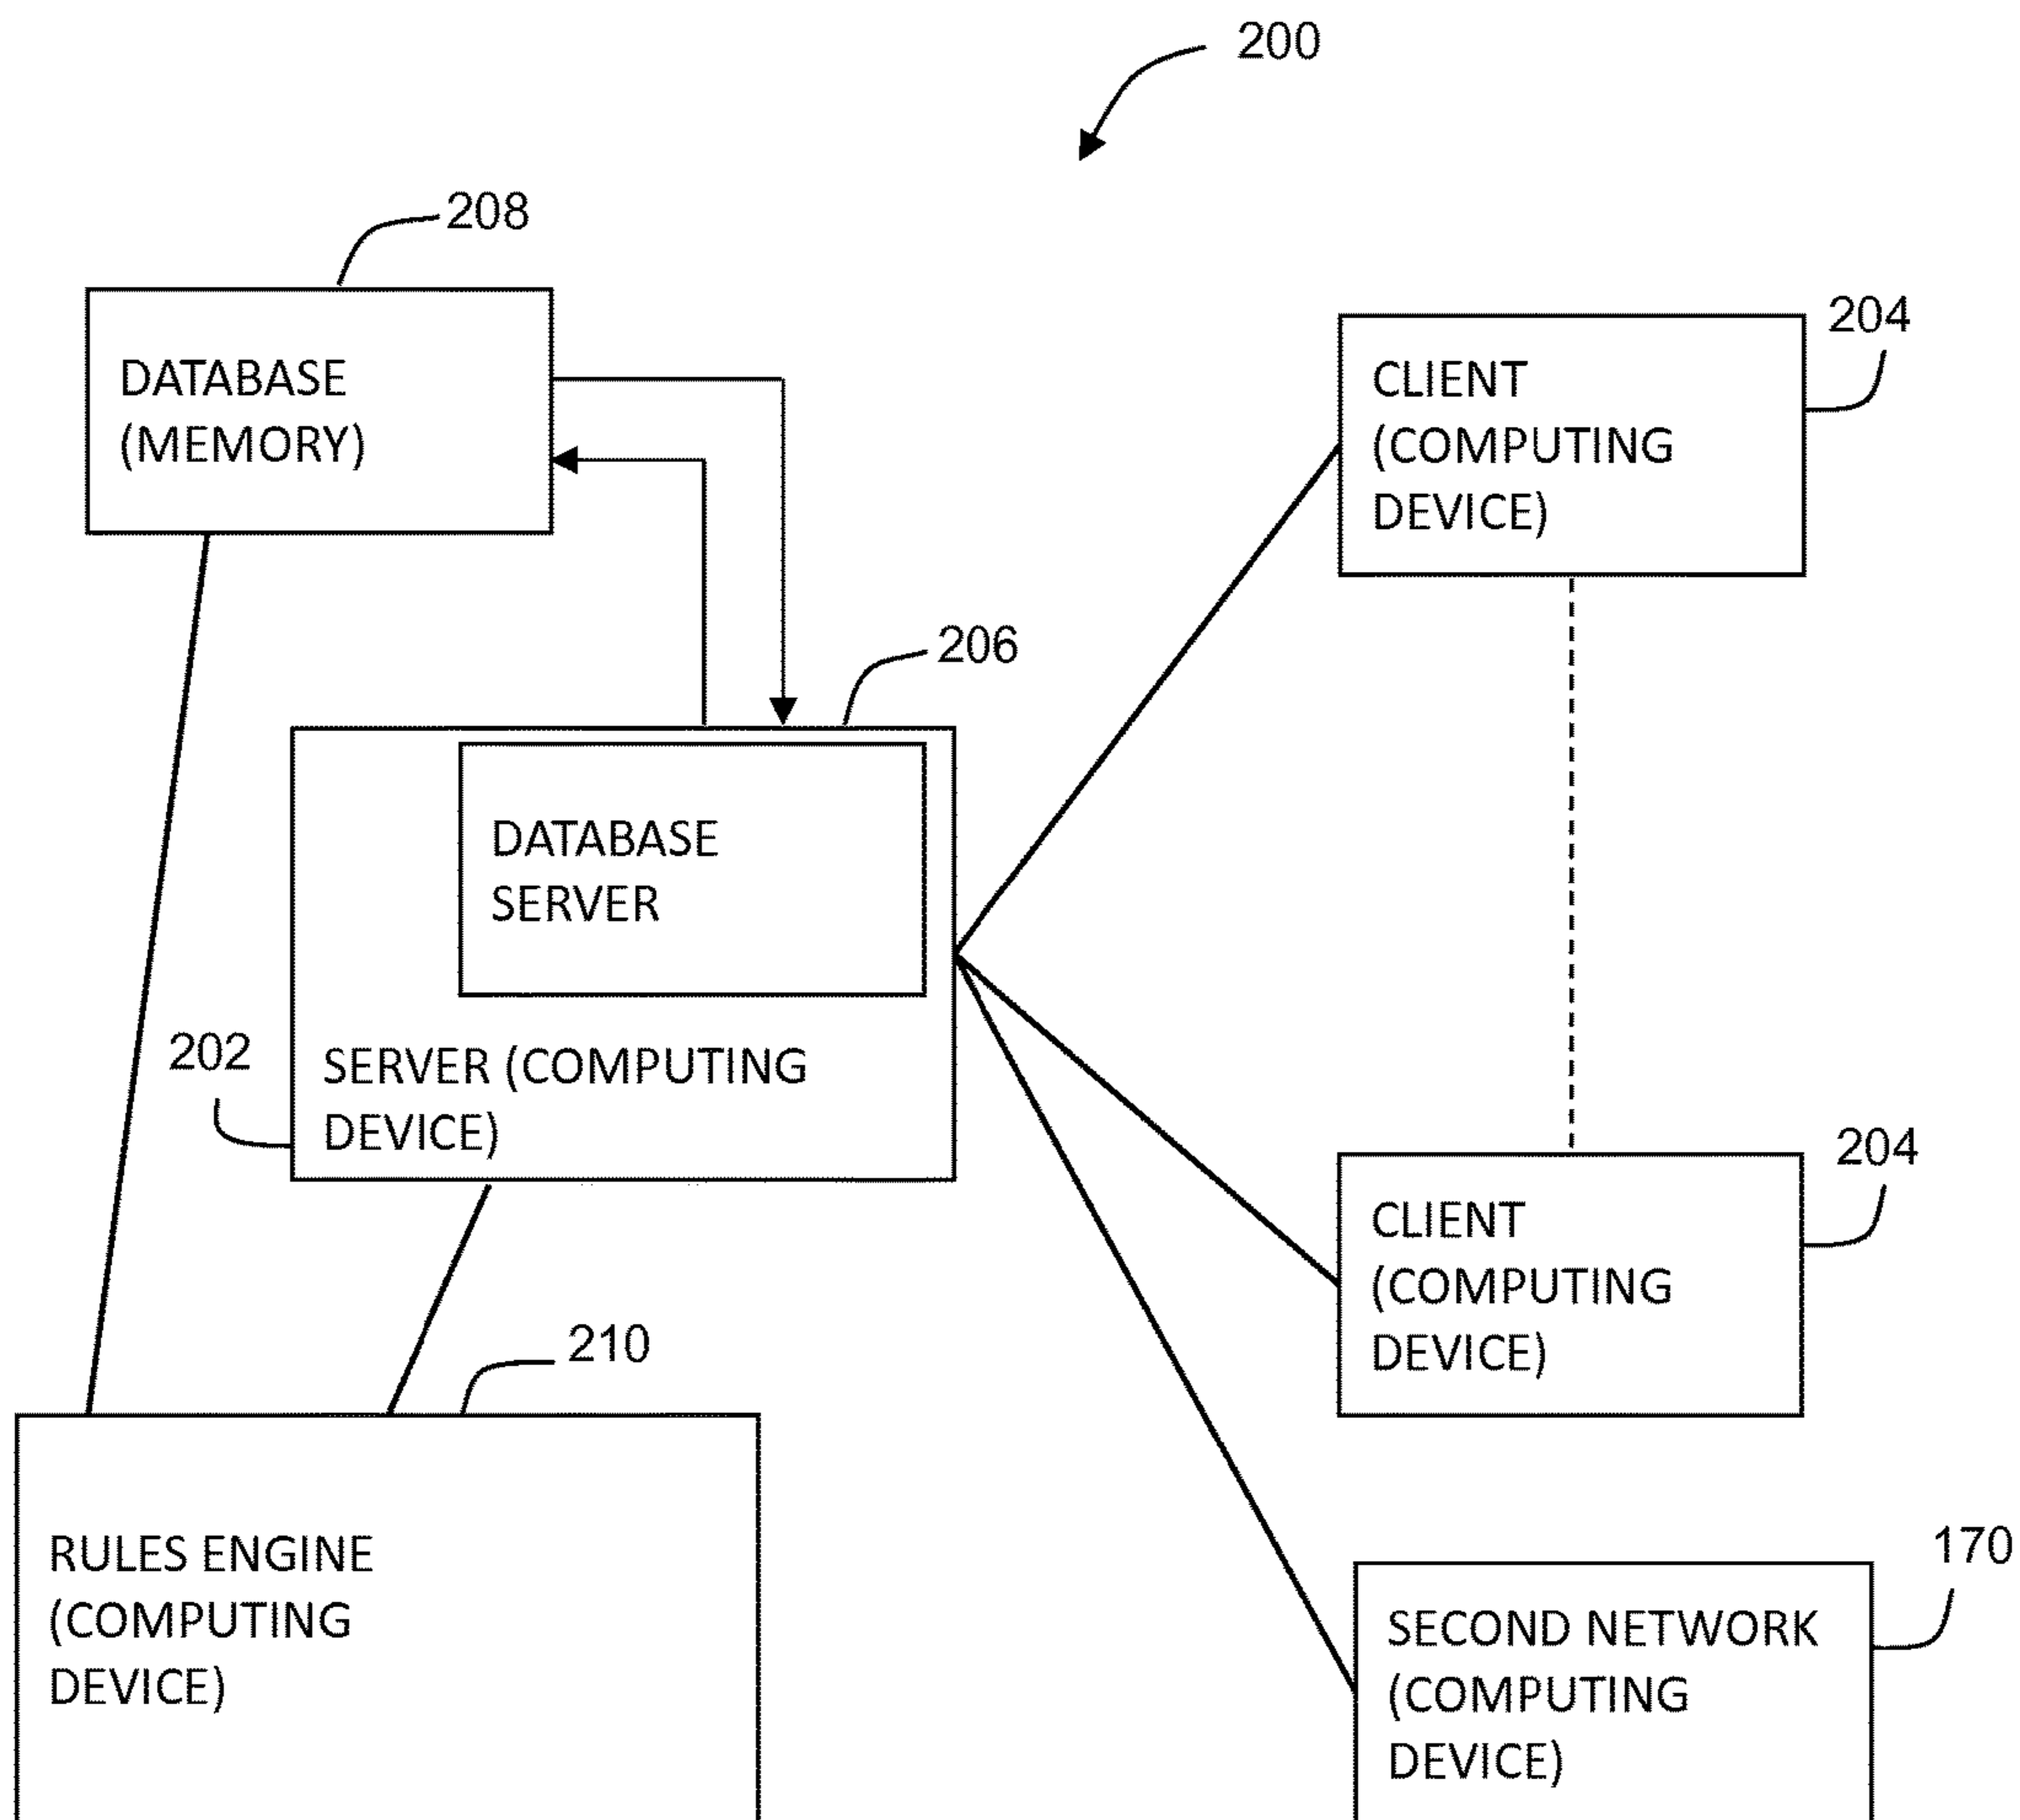 200
208
DATABASE
(MEMORY)
204
CLIENT
(COMPUTING
DEVICE)
206
DATABASE
SERVER
202
SERVER (COMPUTING
DEVICE)
204
CLIENT
(COMPUTING
DEVICE)
210
RULES ENGINE
(COMPUTING
DEVICE)
170
SECOND NETWORK
(COMPUTING
DEVICE)